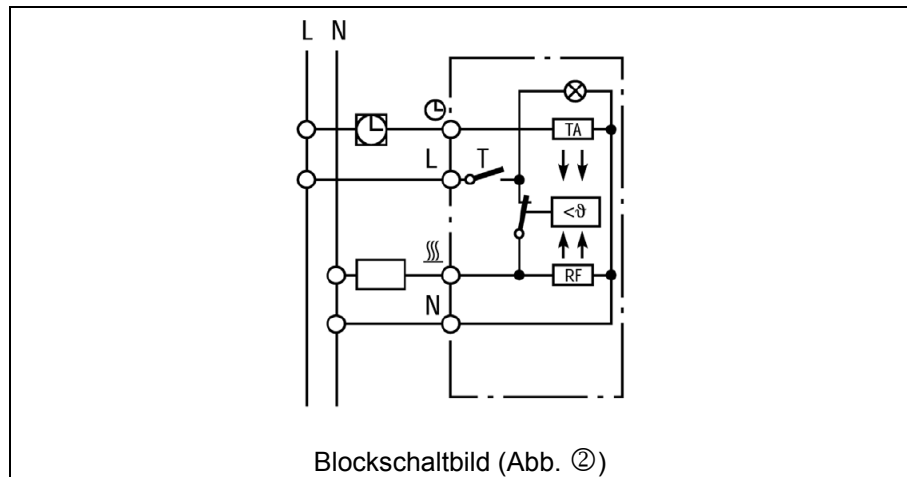 L N
TA
L T
<ϑ
RF
N
Blockschaltbild (Abb. ②)